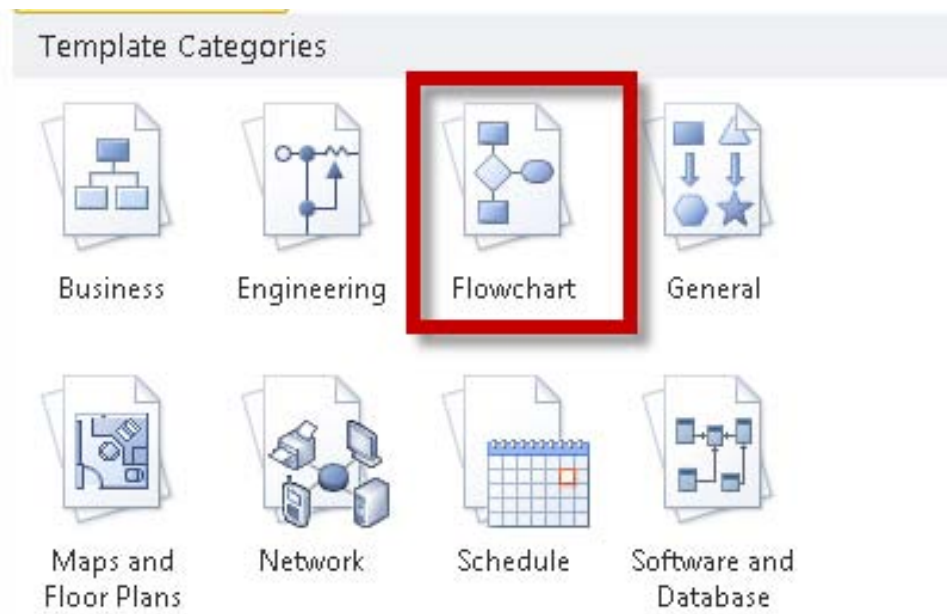 Template Categories
Business
Engineering
Flowchart
General
Maps and
Floor Plans
Network
Schedule
Software and
Database